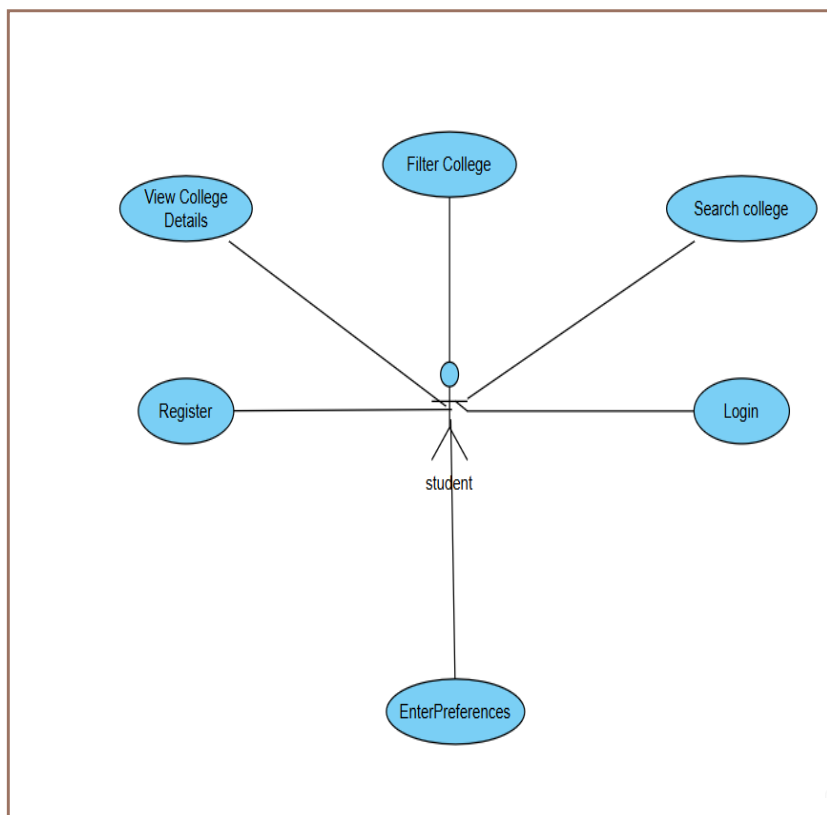 Filter College
View College
Details
Search college
Register
Login
student
EnterPreferences